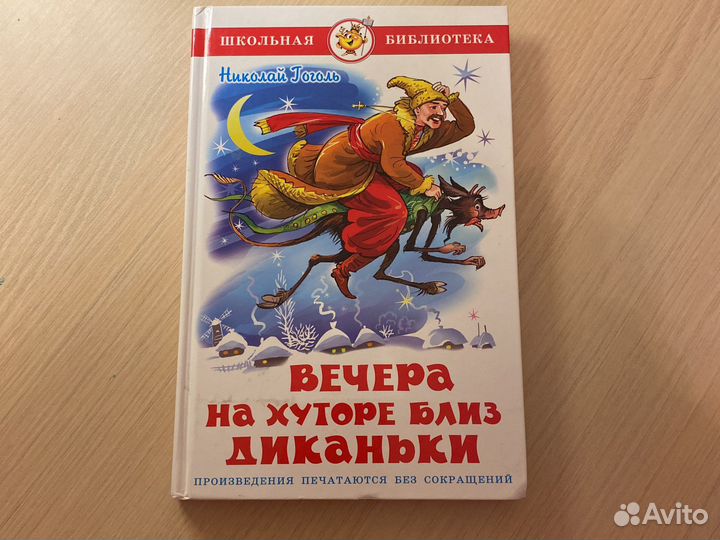 ШКОЛЬНАЯ БИБЛИОТЕКА
Николай Гоголь
ВЕЧЕРА
НА ХУТОРЕ БЛИЗ
ДИКАНЬКИ
ПРОИЗВЕДЕНИЯ ПЕЧАТАЮТСЯ БЕЗ СОКРАЩЕНИЙ
Avito